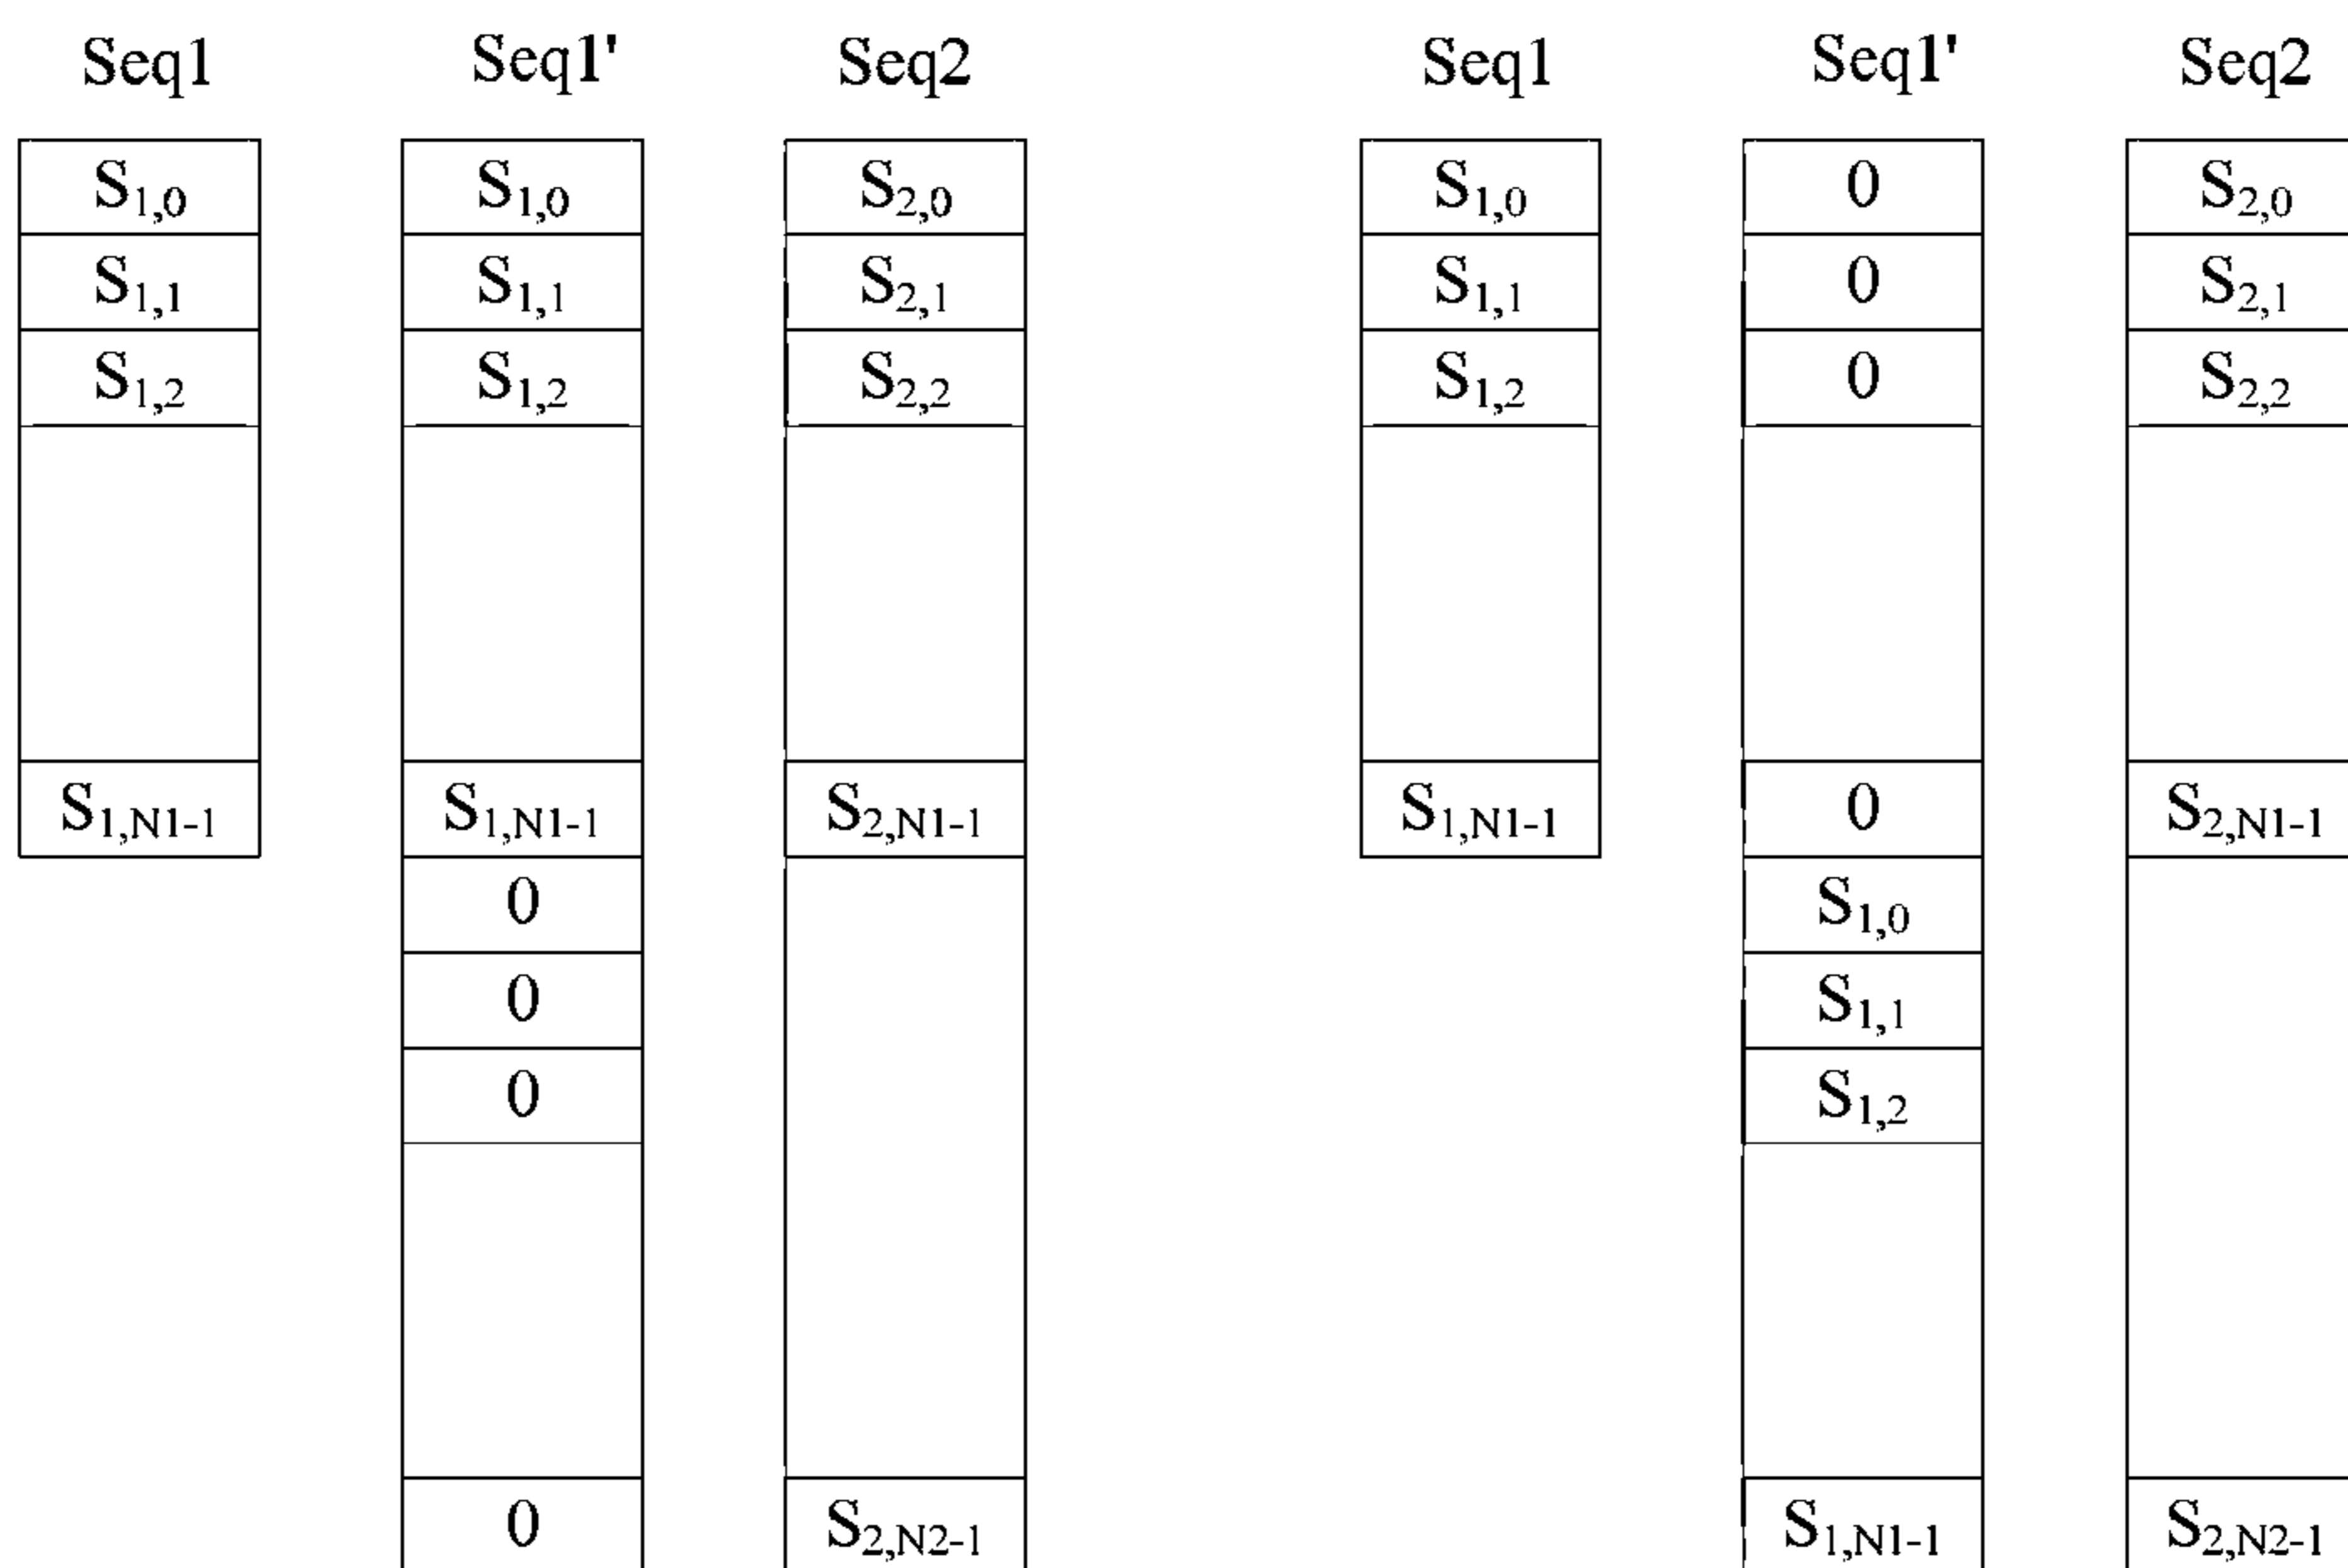 Seq1 Seq1' Seq2 Seq1 Seq1' Seq2
S1,0 S1,0 S2,0 S1,0 0 S2,0
S1,1 S1,1 S2,1 S1,1 0 S2,1
S1,2 S1,2 S2,2 S1,2 0 S2,2
S1,N1-1 S1,N1-1 S2,N1-1 S1,N1-1 0 S2,N1-1
0 S1,0
0 S1,1
0 S1,2
0 S2,N2-1 S1,N1-1 S2,N2-1